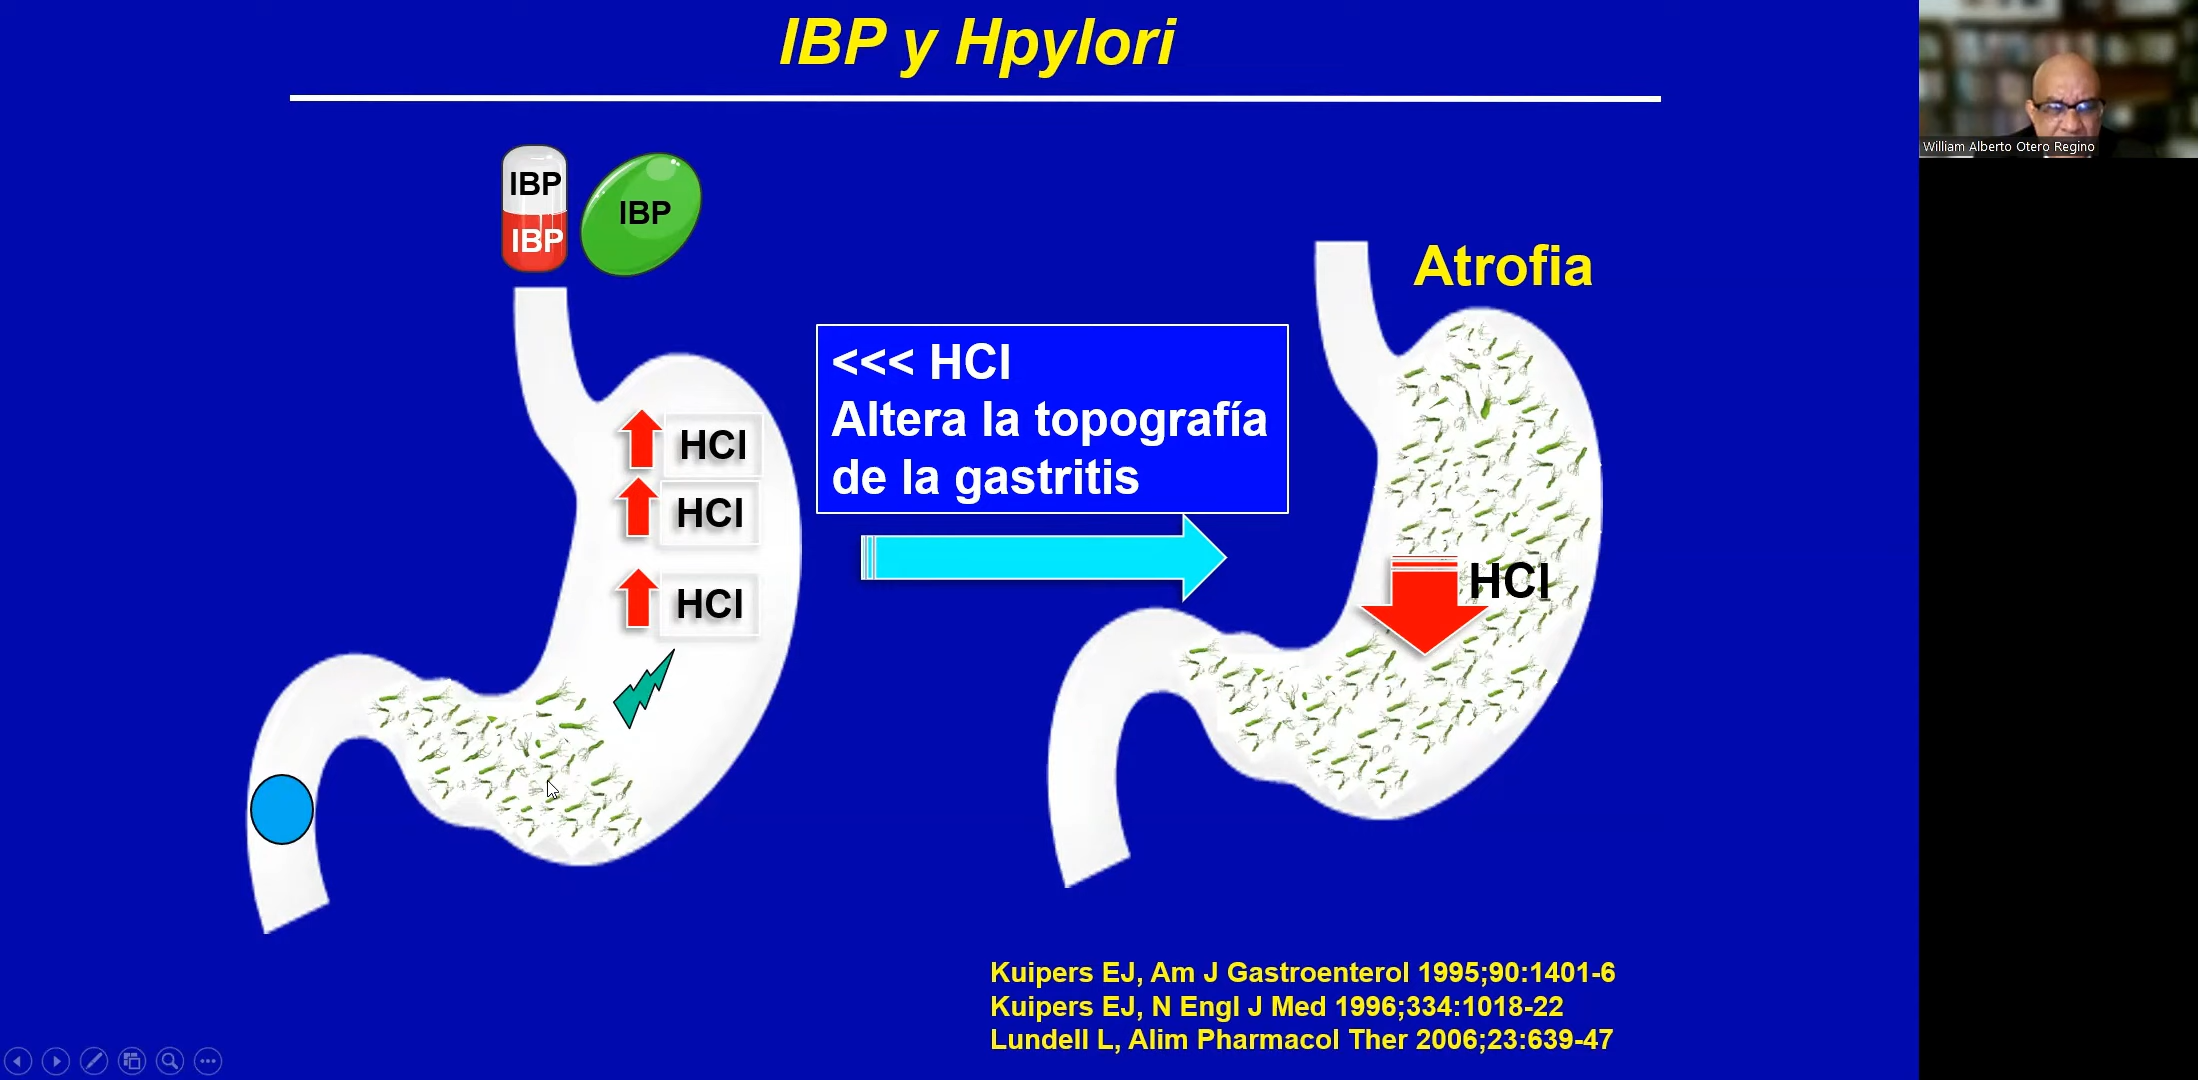 IBP y Hpylori
William Alberto Otero Regino
IBP
IBP
IBP
Atrofia
<<< HCl
Altera la topografía
de la gastritis
HCl
HCl
HCl
HCl
Kuipers EJ, Am J Gastroenterol 1995;90:1401-6
Kuipers EJ, N Engl J Med 1996;334:1018-22
Lundell L, Alim Pharmacol Ther 2006;23:639-47